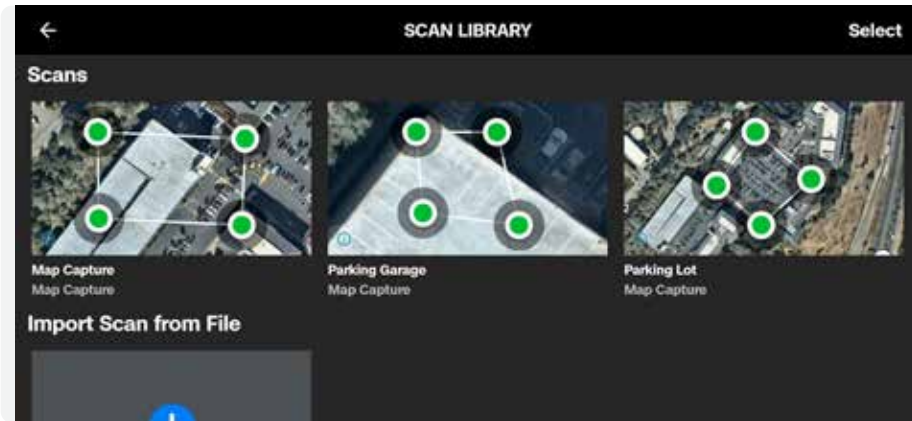 SCAN LIBRARY
Select
Scans
Map Capture
Map Capture
Parking Garage
Map Capture
Parking Lot
Map Capture
Import Scan from File